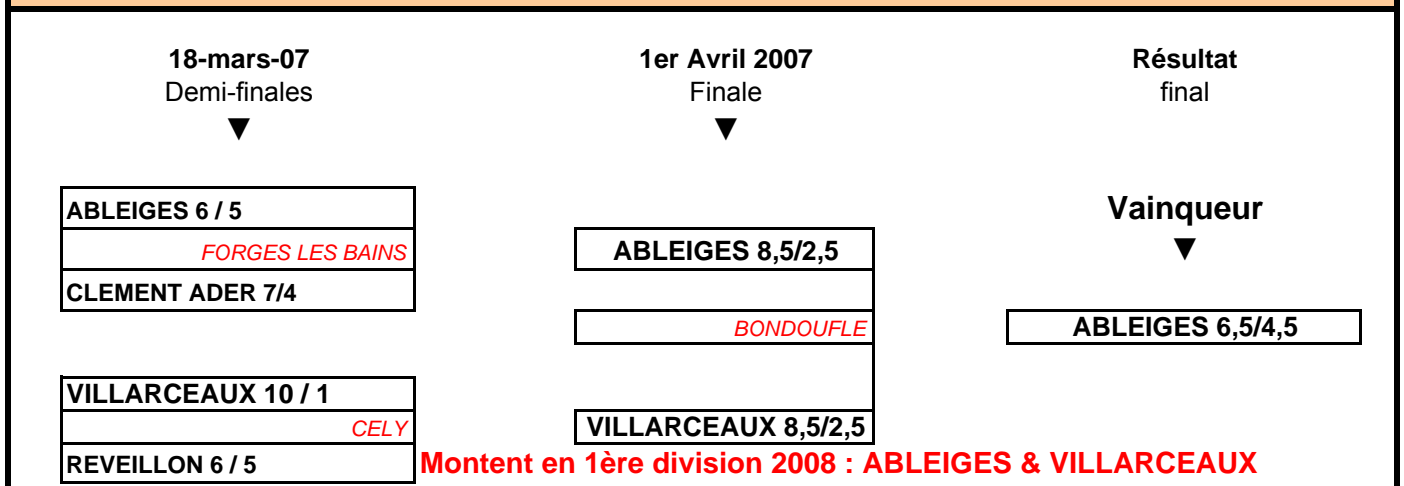 18-mars-07
Demi-finales
▼
1er Avril 2007
Finale
▼
Résultat
final
ABLEIGES 6 / 5
FORGES LES BAINS
CLEMENT ADER 7/4
VILLARCEAUX 10 / 1
CELY
REVEILLON 6 / 5
ABLEIGES 8,5/2,5
BONDOUFLE
VILLARCEAUX 8,5/2,5
Vainqueur
▼
ABLEIGES 6,5/4,5
Montent en 1ère division 2008 : ABLEIGES & VILLARCEAUX